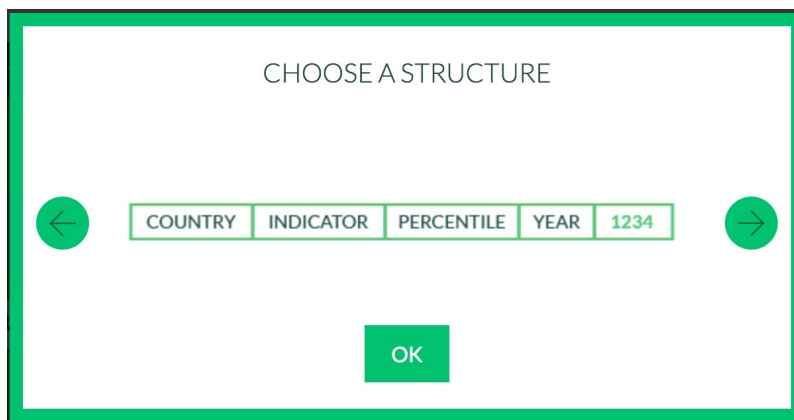 CHOOSE A STRUCTURE
COUNTRY INDICATOR PERCENTILE YEAR 1234
OK